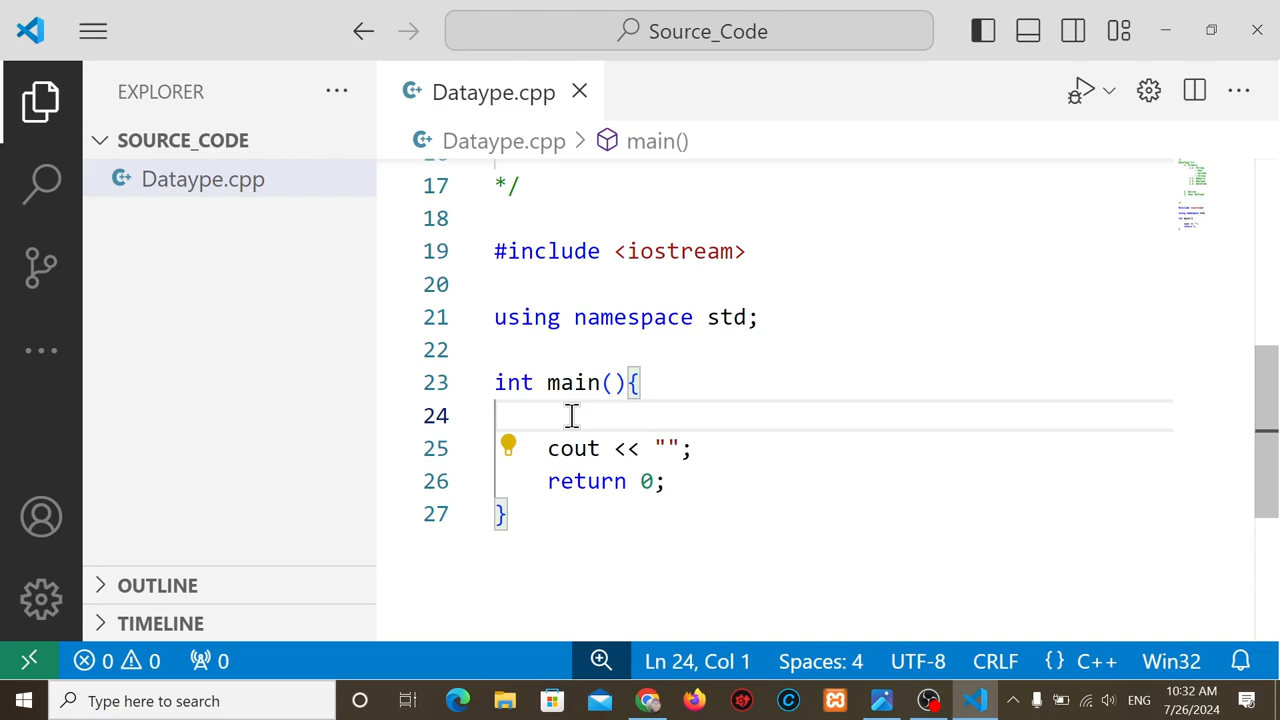 Source_Code
EXPLORER
Dataype.cpp
SOURCE_CODE
Dataype.cpp > main()
Dataype.cpp
17 */
18
19 #include <iostream>
20
21 using namespace std;
22
23 int main(){
24
25 cout << "";
26 return 0;
27 }
OUTLINE
TIMELINE
0 0 0 Ln 24, Col 1 Spaces: 4 UTF-8 CRLF {} C++ Win32
Type here to search
ENG
10:32 AM
7/26/2024